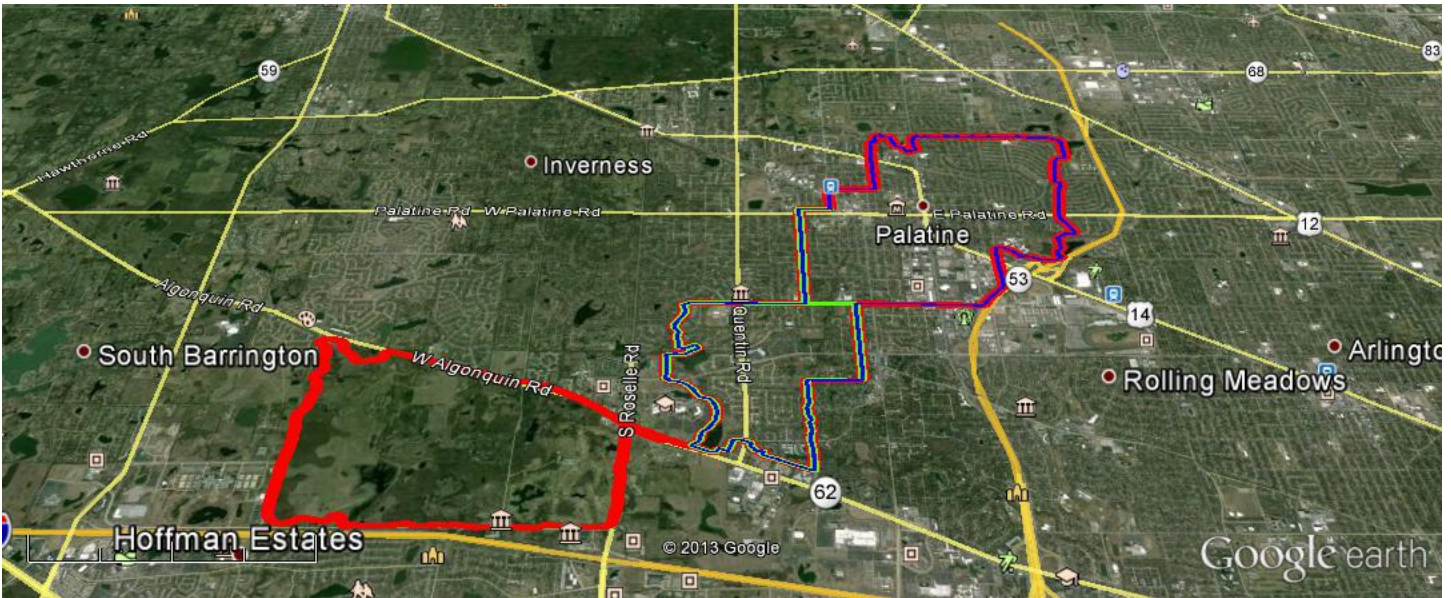 83
59
68
Hawthorne Rd
Inverness
Palatine Rd W Palatine Rd
E Palatine Rd
12
Palatine
53
Algonquin Rd
14
Quentin Rd
South Barrington
W Algonquin Rd
S Roselle Rd
Arlingto
Rolling Meadows
62
Hoffman Estates
© 2013 Google
Google earth